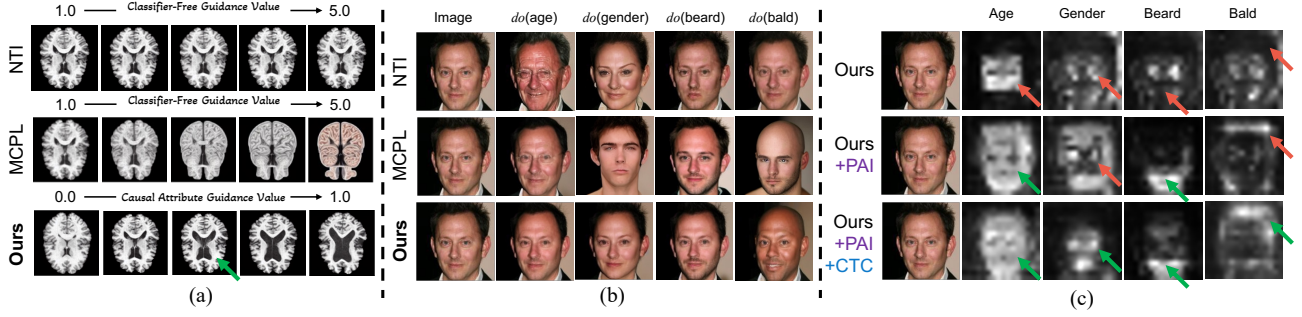 1.0 Classifier-Free Guidance Value 5.0
NTI
1.0 Classifier-Free Guidance Value 5.0
MCPL
0.0 Causal Attribute Guidance Value 1.0
Ours
(a)
Image do(age) do(gender) do(beard) do(bald)
NTI
MCPL
Ours
(b)
Age Gender Beard Bald
Ours
Ours
+PAI
Ours
+PAI
+CTC
(c)